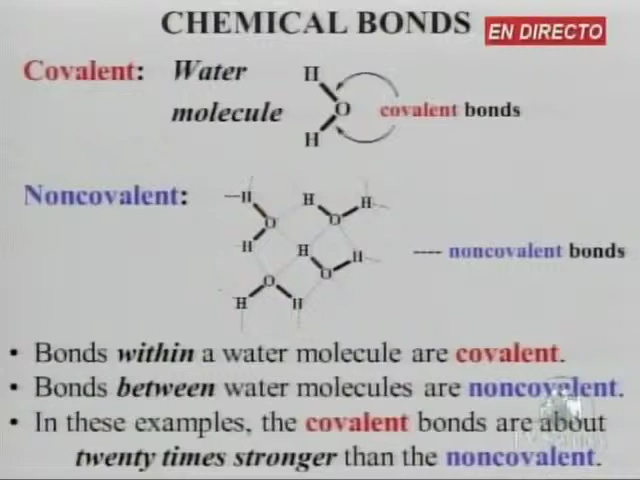 CHEMICAL BONDS
EN DIRECTO
Covalent: Water
molecule
H
O
H
covalent bonds
Noncovalent:
H H H
O O
H H H
O O
H H
---- noncovalent bonds
• Bonds within a water molecule are covalent.
• Bonds between water molecules are noncovelent.
• In these examples, the covalent bonds are about
twenty times stronger than the noncovalent.